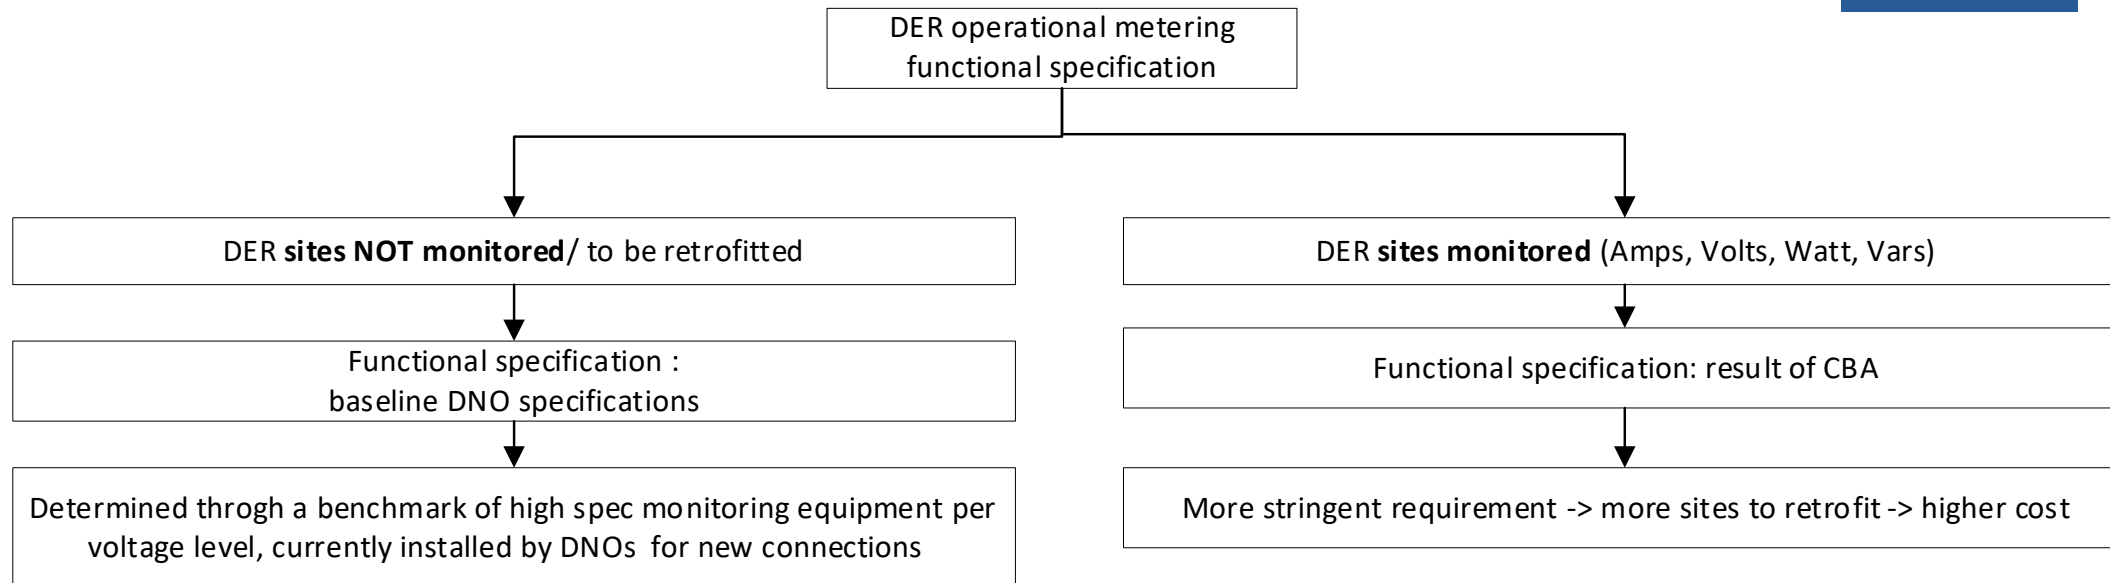 DER operational metering
functional specification
DER sites NOT monitored/ to be retrofitted
DER sites monitored (Amps, Volts, Watt, Vars)
Functional specification :
baseline DNO specifications
Functional specification: result of CBA
Determined throgh a benchmark of high spec monitoring equipment per
voltage level, currently installed by DNOs for new connections
More stringent requirement -> more sites to retrofit -> higher cost